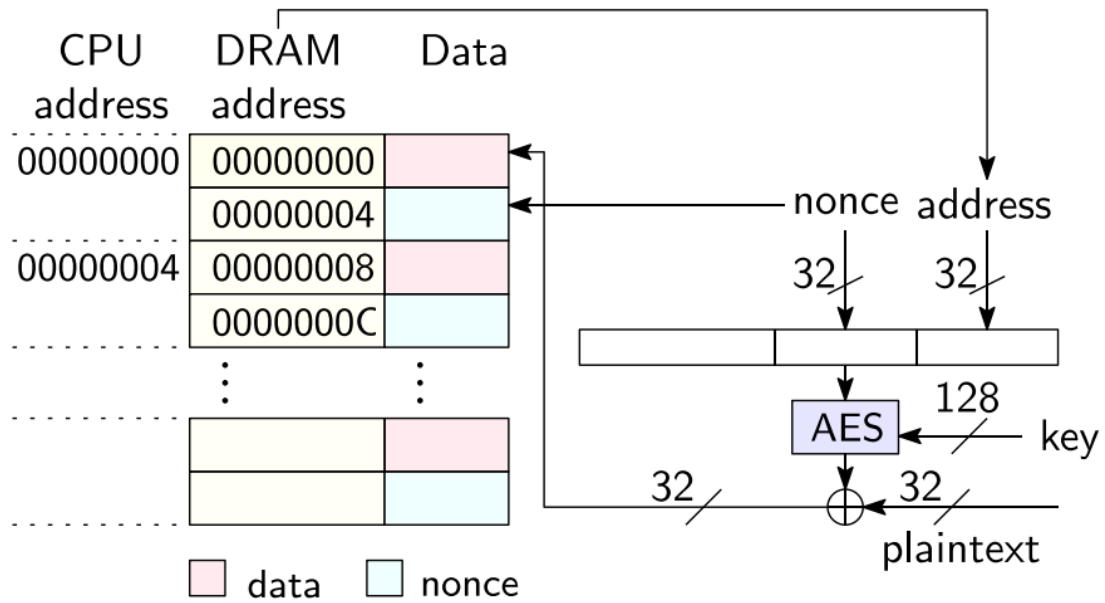 CPU DRAM Data
address address
00000000 00000000
00000004
00000004 00000008
0000000C
nonce address
32 32
AES
128
key
32
32
plaintext
data nonce